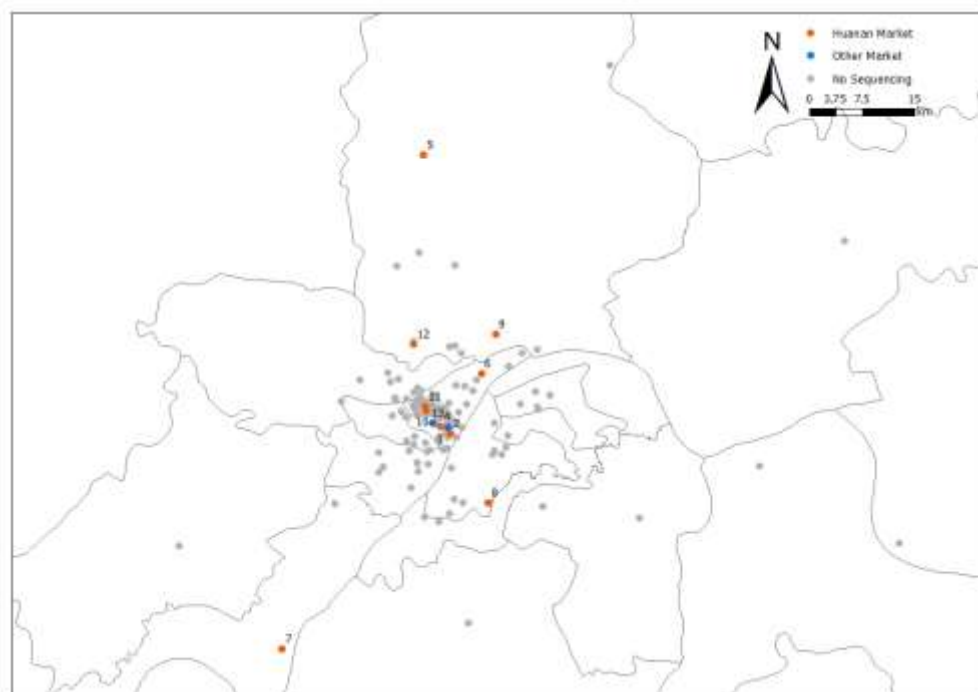 N
Huanan Market
Other Market
No Sequencing
0 3.75 7.5 15
km
5
9
12
6
7